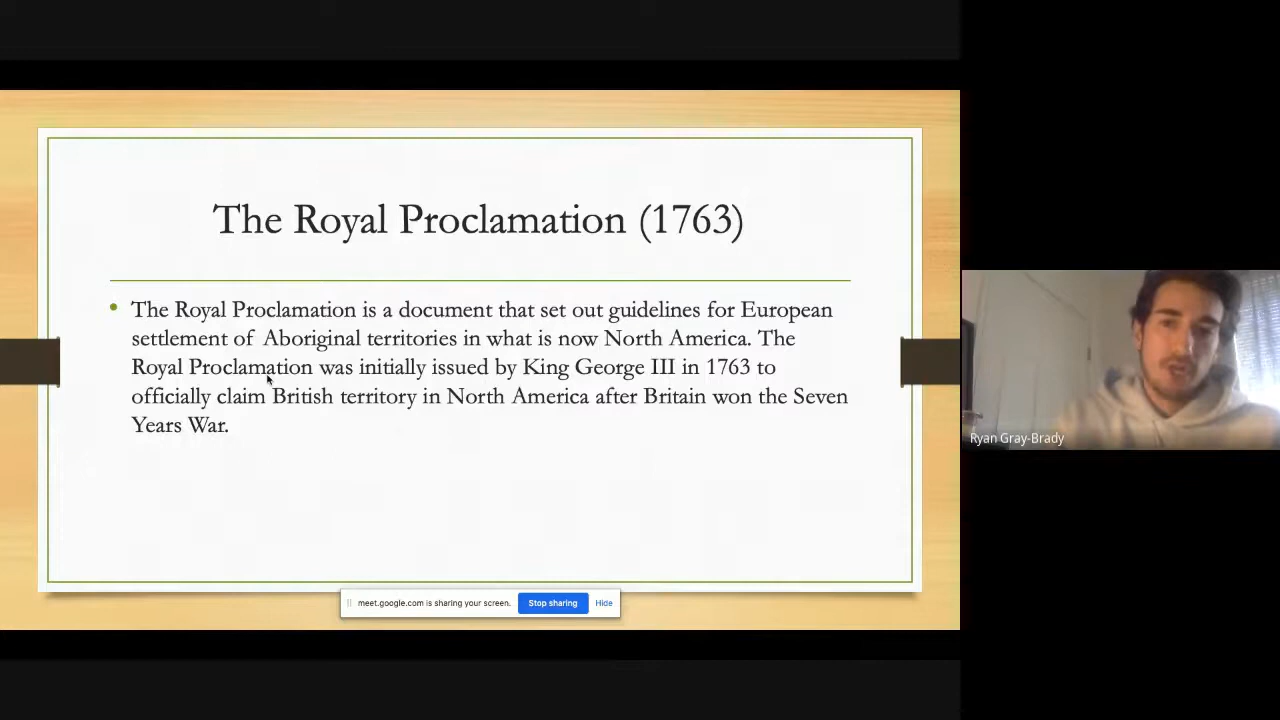 The Royal Proclamation (1763)
The Royal Proclamation is a document that set out guidelines for European
settlement of Aboriginal territories in what is now North America. The
Royal Proclamation was initially issued by King George III in 1763 to
officially claim British territory in North America after Britain won the Seven
Years War.
meet.google.com is sharing your screen. Stop sharing Hide
Ryan Gray-Brady